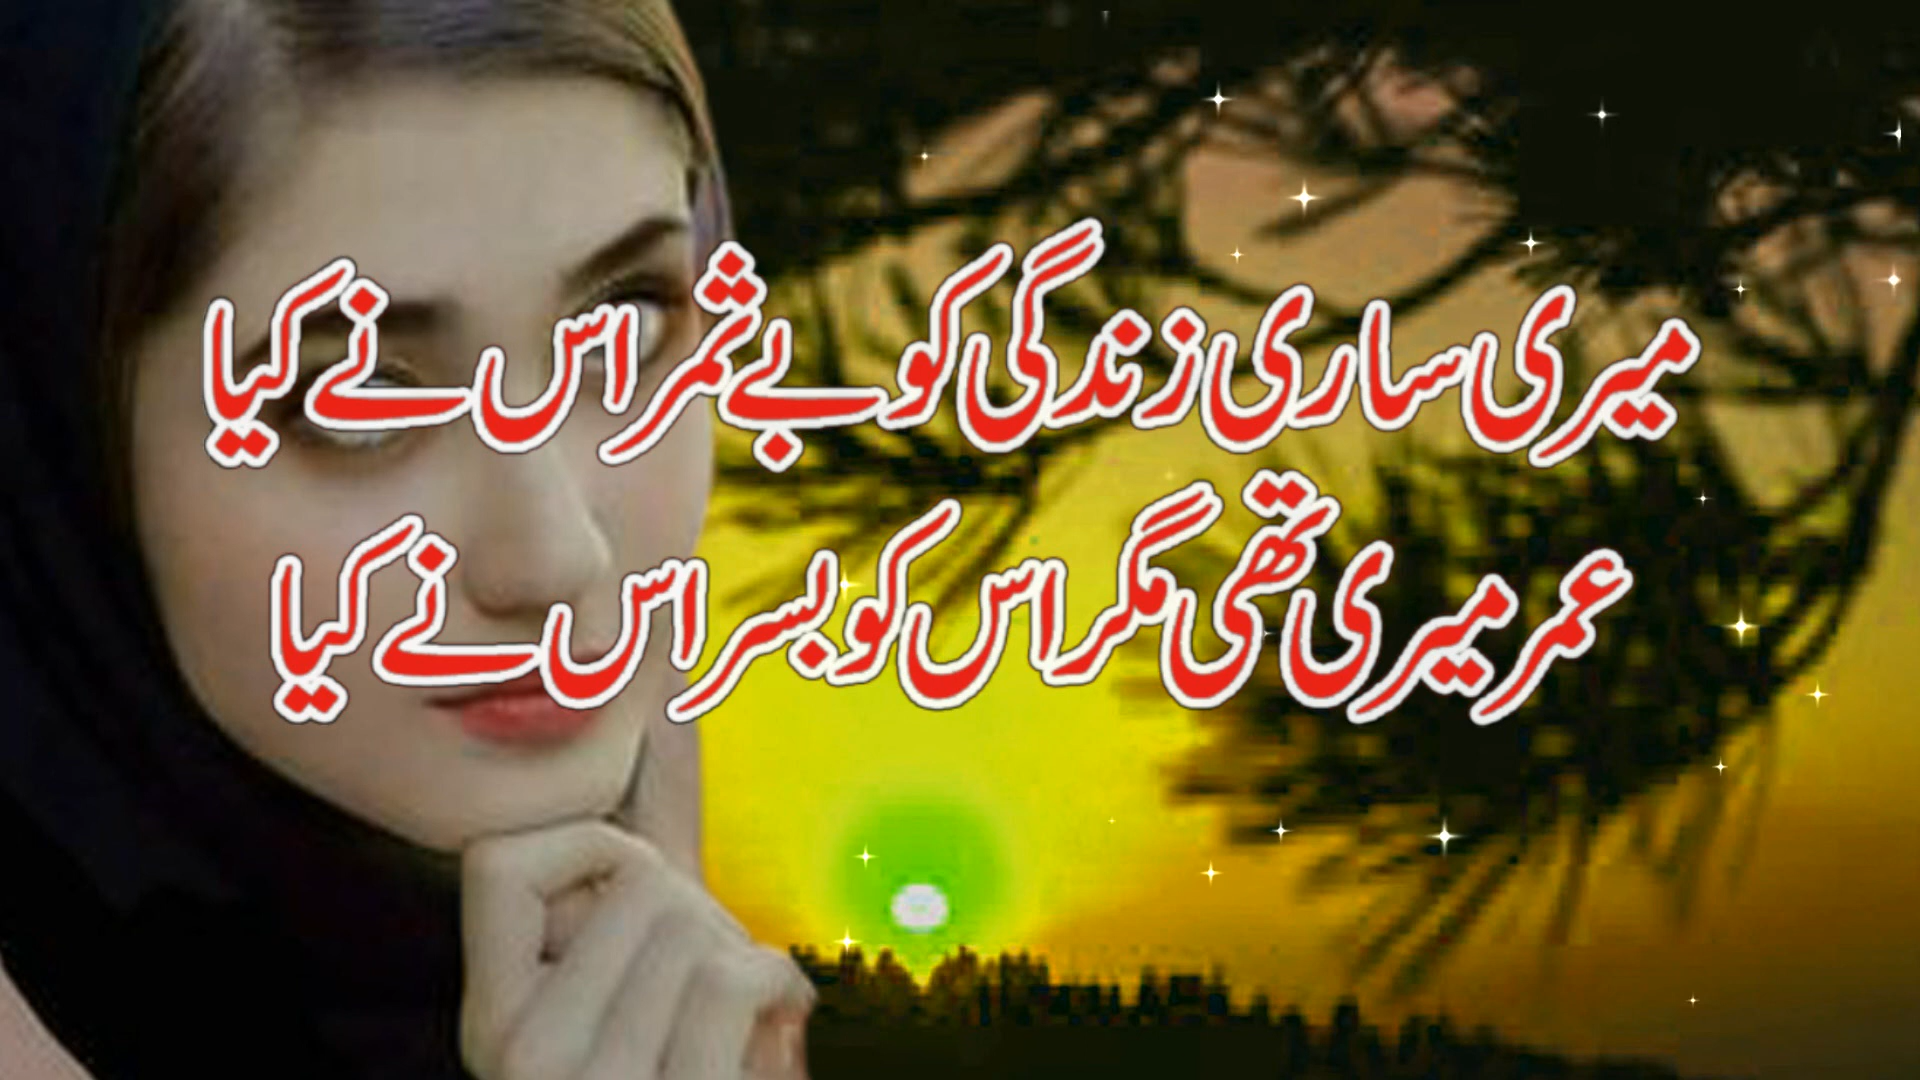 میری ساری زندگی کو بے ثمر اس نے کیا
عمر میری تھی مگر اس کو بسر اس نے کیا